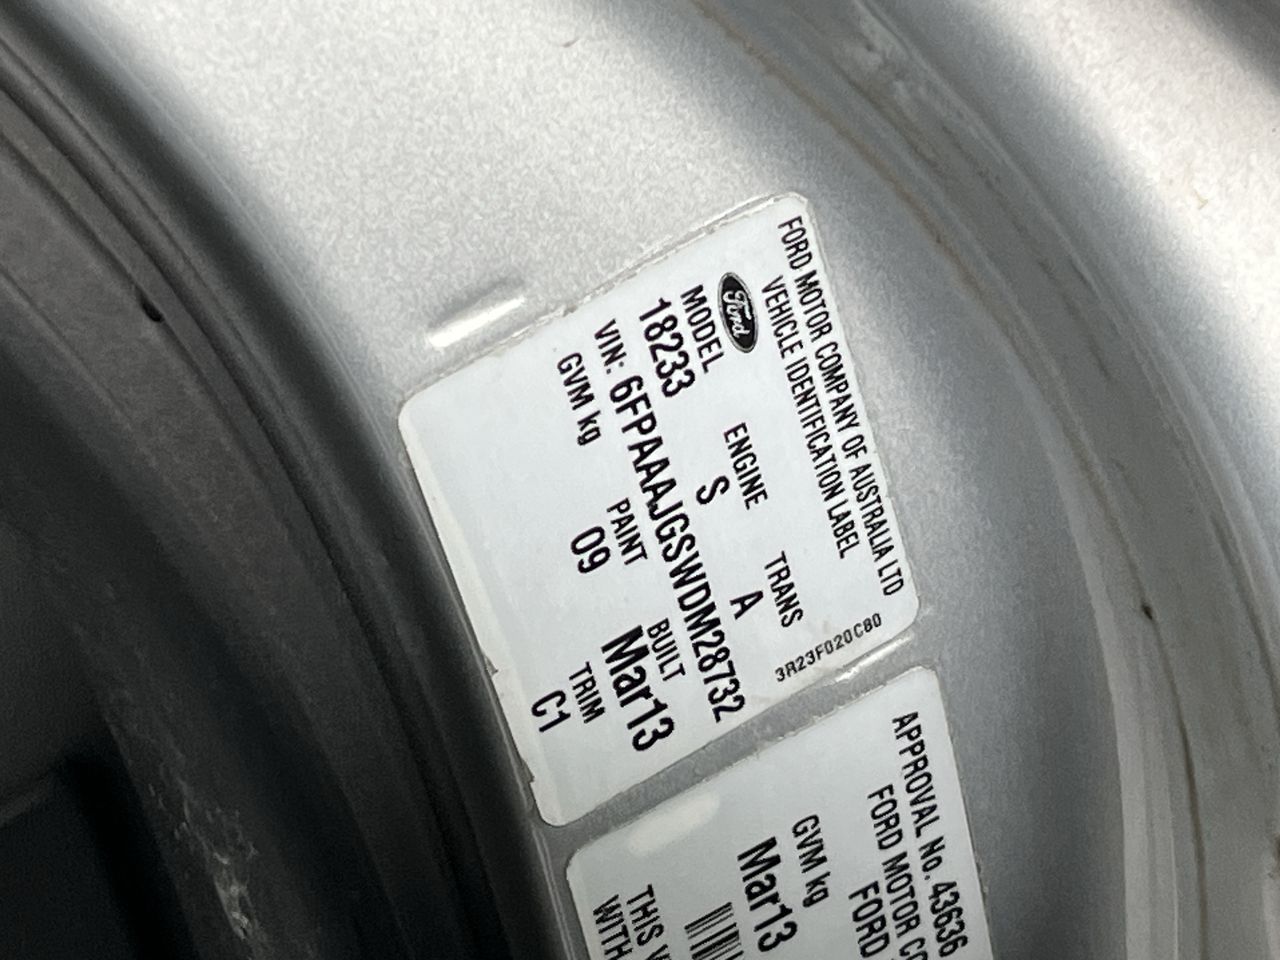 FORD MOTOR COMPANY OF AUSTRALIA LTD
VEHICLE IDENTIFICATION LABEL
Ford
MODEL ENGINE TRANS
18233 S A
3R23F020C80
VIN: 6FPAAAJGSWDM28732
GVM kg PAINT BUILT TRIM
09 Mar13 C1
APPROVAL No. 43636
FORD MOTOR CO
FORD
GVM kg
Mar13
THIS V
WITH